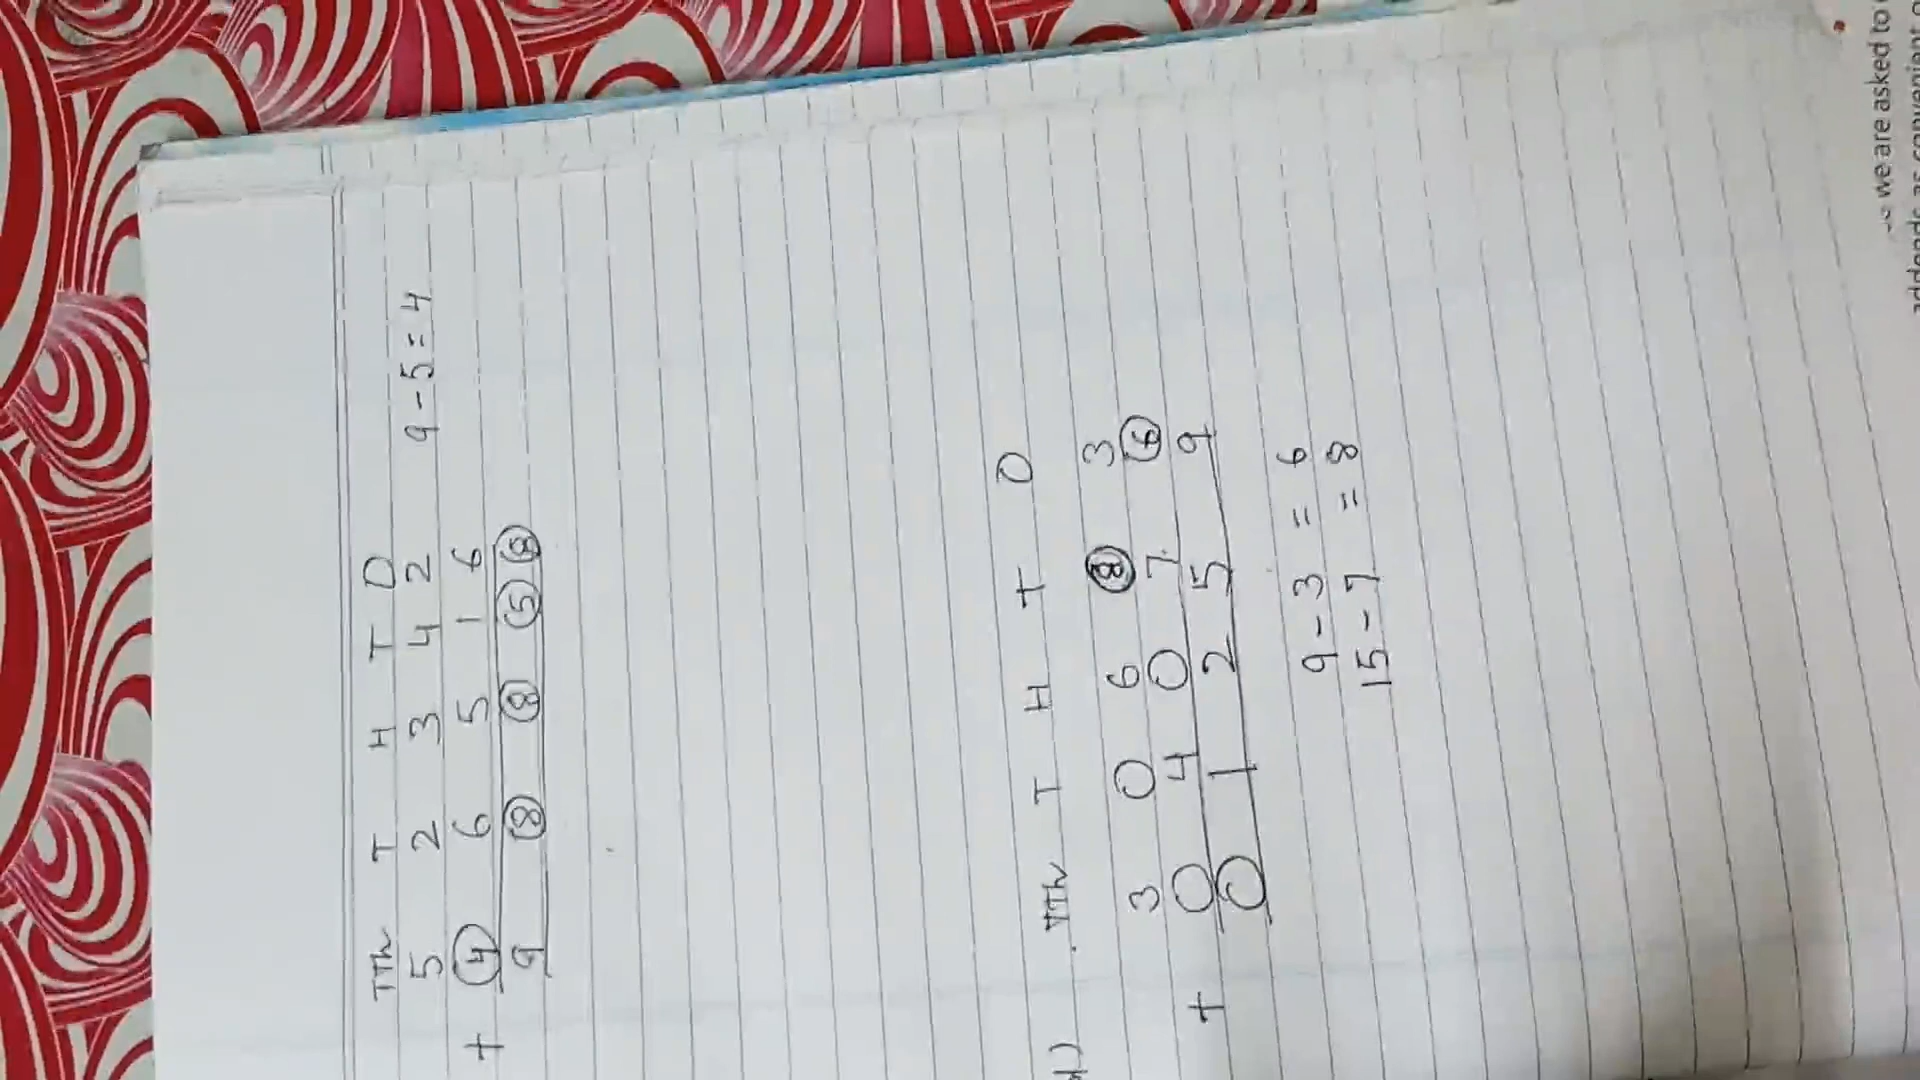 TTh T H T O
5 2 3 4 2 9 - 5 = 4
+ 4 6 5 1 6
9 8 8 5 8
TTh T H T O
3 0 6 8 3
+ 0 4 0 7 6
0 1 2 5 9
9 - 3 = 6
15 - 7 = 8
we are asked to